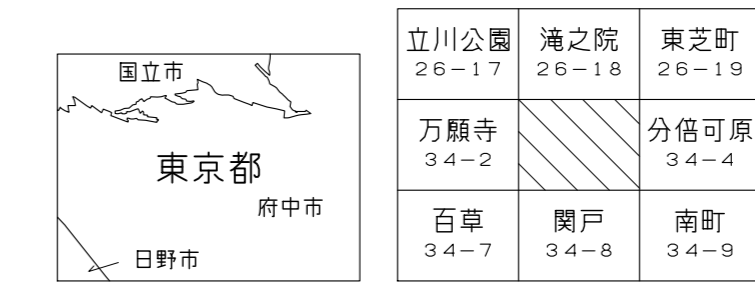 国立市
東京都
府中市
日野市
立川公園 滝之院 東芝町
26-17 26-18 26-19
万願寺 分倍可原
34-2 34-4
百草 関戸 南町
34-7 34-8 34-9